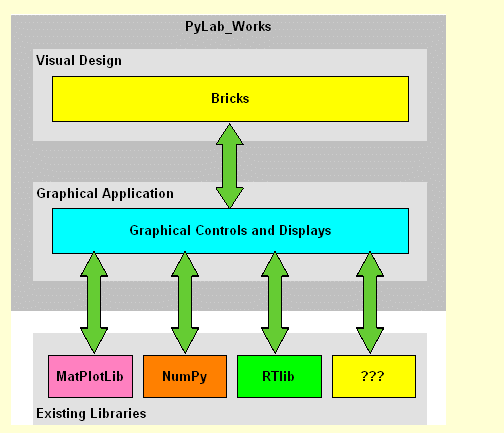 PyLab_Works
Visual Design
Bricks
Graphical Application
Graphical Controls and Displays
MatPlotLib
NumPy
RTlib
???
Existing Libraries